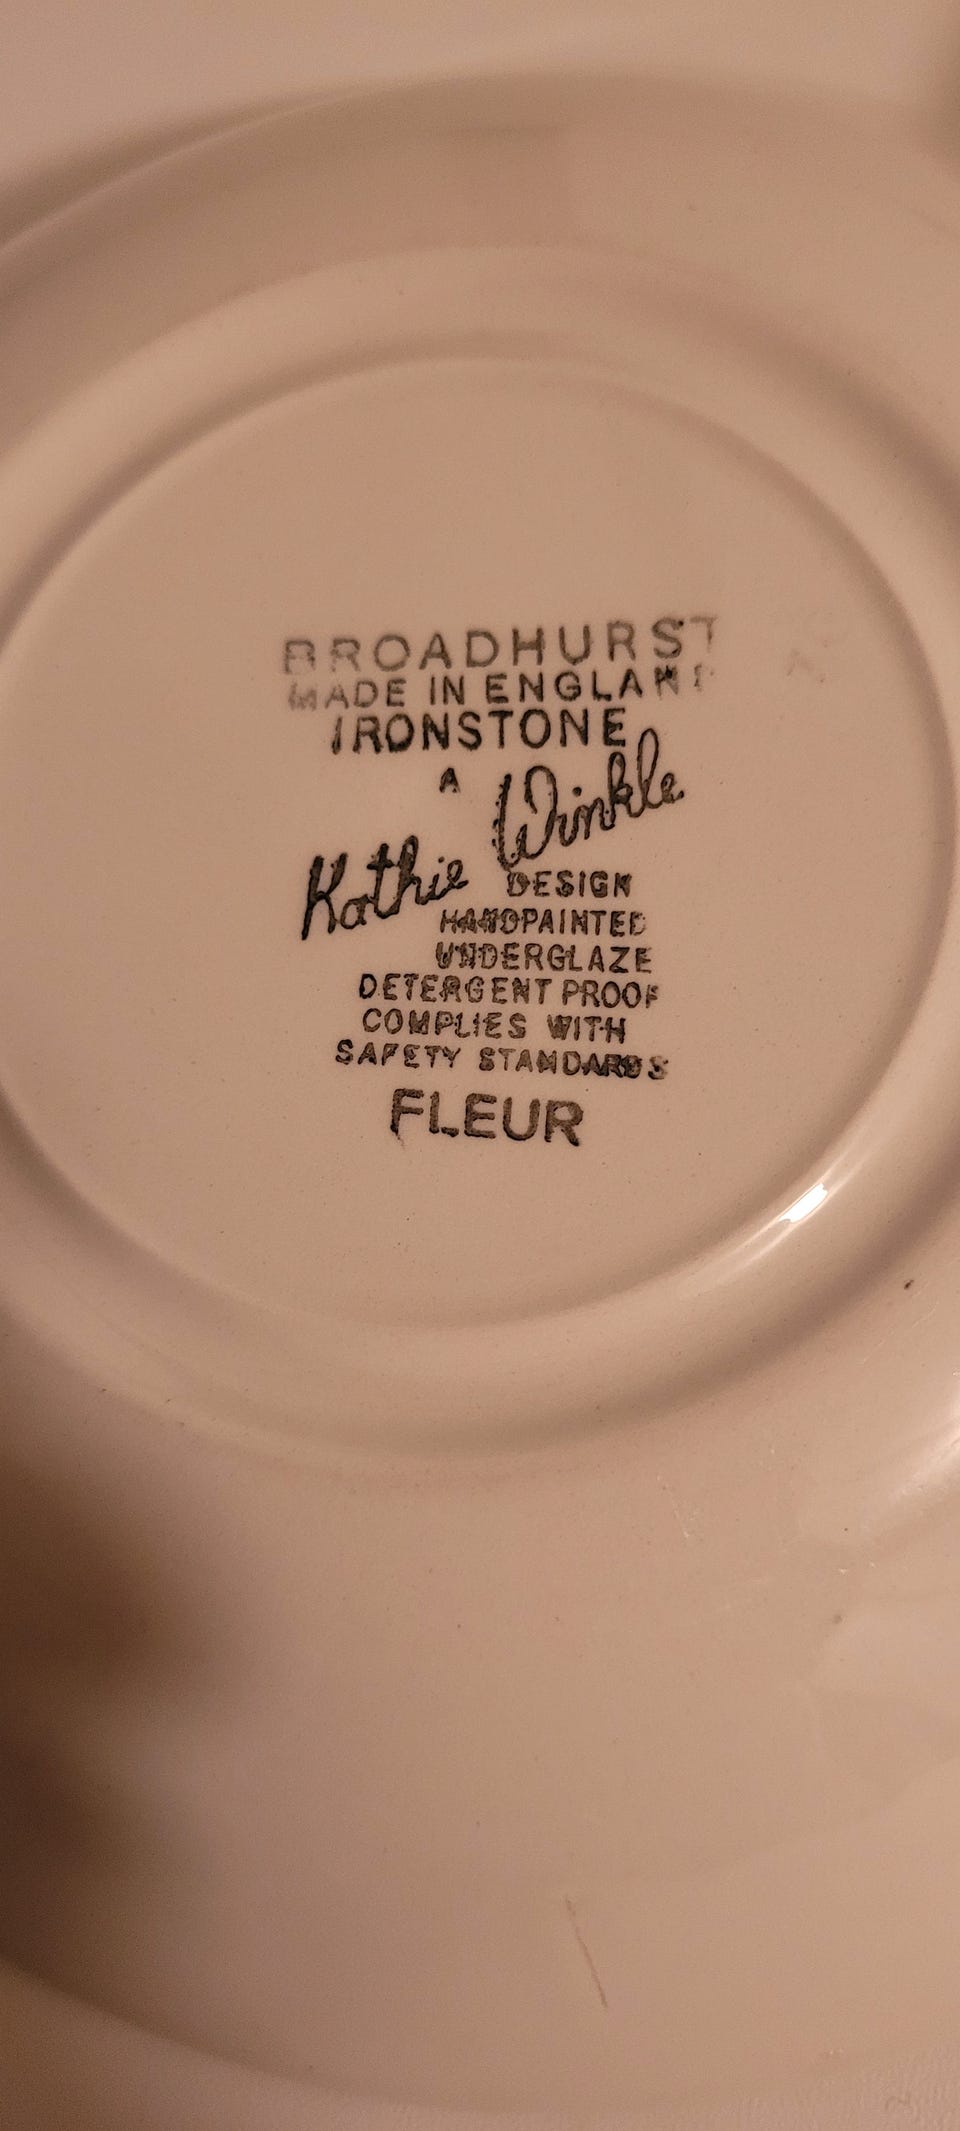 BROADHURST
MADE IN ENGLAND
IRONSTONE
A
Kathie Winkle
DESIGN
HANDPAINTED
UNDERGLAZE
DETERGENT PROOF
COMPLIES WITH
SAFETY STANDARDS
FLEUR